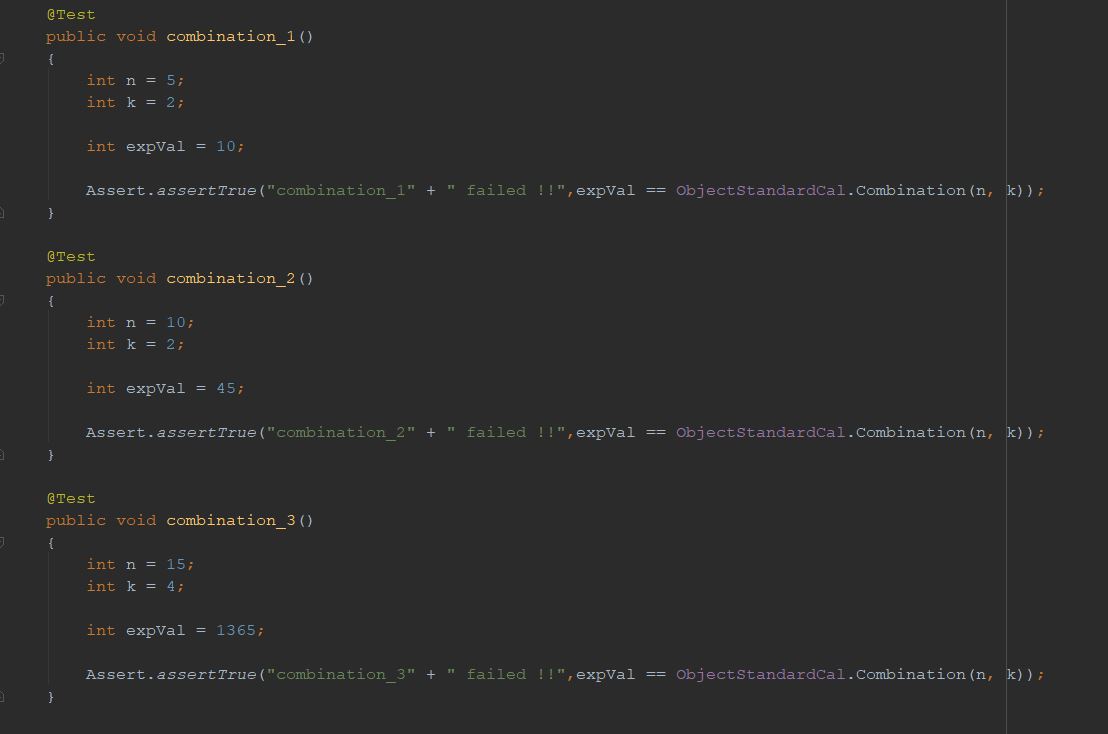 @Test
public void combination_1()
{
int n = 5;
int k = 2;
int expVal = 10;
Assert.assertTrue("combination_1" + " failed !!",expVal == ObjectStandardCal.Combination(n, k));
}
@Test
public void combination_2()
{
int n = 10;
int k = 2;
int expVal = 45;
Assert.assertTrue("combination_2" + " failed !!",expVal == ObjectStandardCal.Combination(n, k));
}
@Test
public void combination_3()
{
int n = 15;
int k = 4;
int expVal = 1365;
Assert.assertTrue("combination_3" + " failed !!",expVal == ObjectStandardCal.Combination(n, k));
}